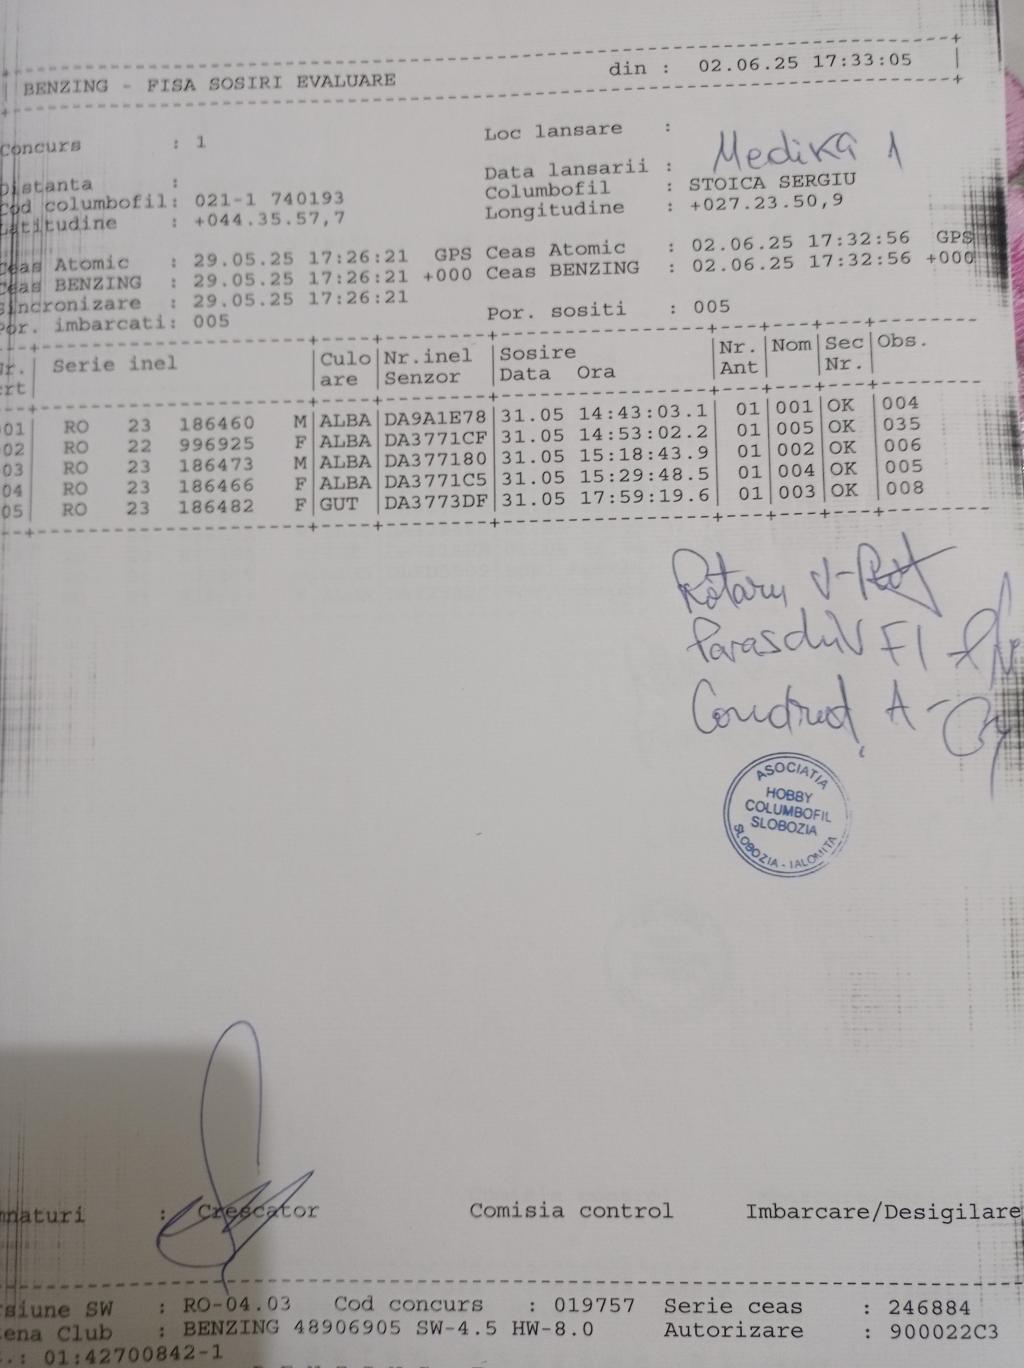 BENZING - FISA SOSIRI EVALUARE din : 02.06.25 17:33:05
Concurs : 1 Loc lansare : Medika 1
Distanta : Data lansarii :
Cod columbofil: 021-1 740193 Columbofil : STOICA SERGIU
Latitudine : +044.35.57,7 Longitudine : +027.23.50,9
Ceas Atomic : 29.05.25 17:26:21 GPS Ceas Atomic : 02.06.25 17:32:56 GPS
Ceas BENZING : 29.05.25 17:26:21 +000 Ceas BENZING : 02.06.25 17:32:56 +000
Sincronizare : 29.05.25 17:26:21
Por. imbarcati: 005 Por. sositi : 005
Nr. Serie inel Culo Nr.inel Sosire Nr. Nom Sec Obs.
crt are Senzor Data Ora Ant Nr.
01 RO 23 186460 M ALBA DA9A1E78 31.05 14:43:03.1 01 001 OK 004
02 RO 22 996925 F ALBA DA3771CF 31.05 14:53:02.2 01 005 OK 035
03 RO 23 186473 M ALBA DA377180 31.05 15:18:43.9 01 002 OK 006
04 RO 23 186466 F ALBA DA3771C5 31.05 15:29:48.5 01 004 OK 005
05 RO 23 186482 F GUT DA3773DF 31.05 17:59:19.6 01 003 OK 008
Rotaru V-
Paraschiv Fl
Condruț A-
ASOCIATIA
HOBBY
COLUMBOFIL
SLOBOZIA
SLOBOZIA - IALOMITA
mnaturi : Crescator Comisia control Imbarcare/Desigilare
rsiune SW : RO-04.03 Cod concurs : 019757 Serie ceas : 246884
tena Club : BENZING 48906905 SW-4.5 HW-8.0 Autorizare : 900022C3
.: 01:42700842-1